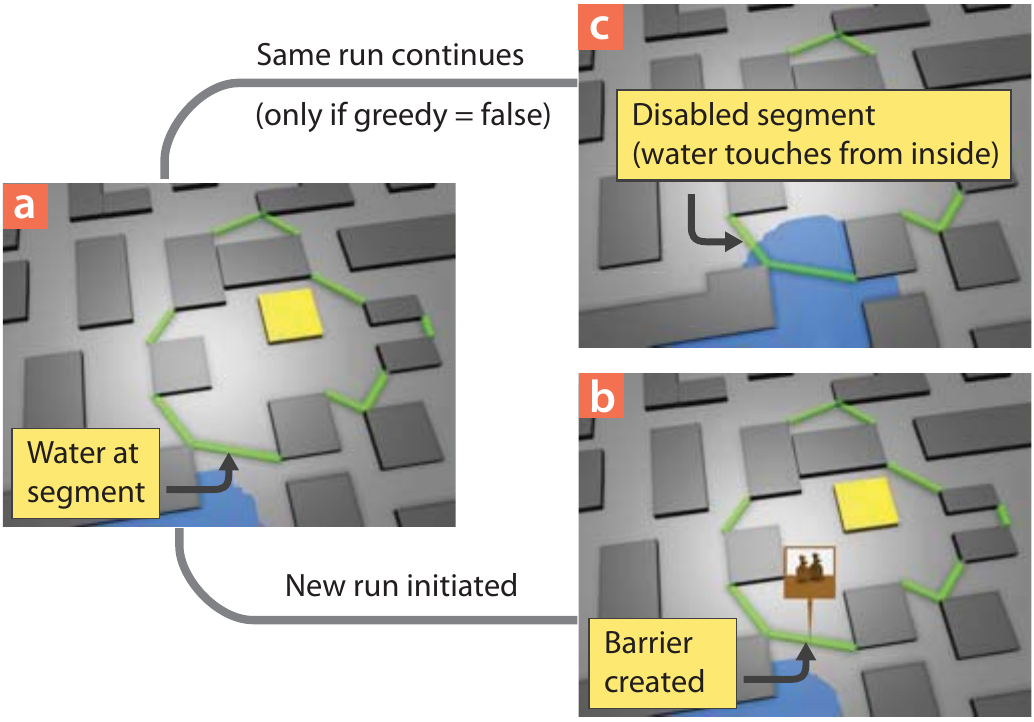 Same run continues
(only if greedy = false)
a
Water at
segment
New run initiated
c
Disabled segment
(water touches from inside)
b
Barrier
created